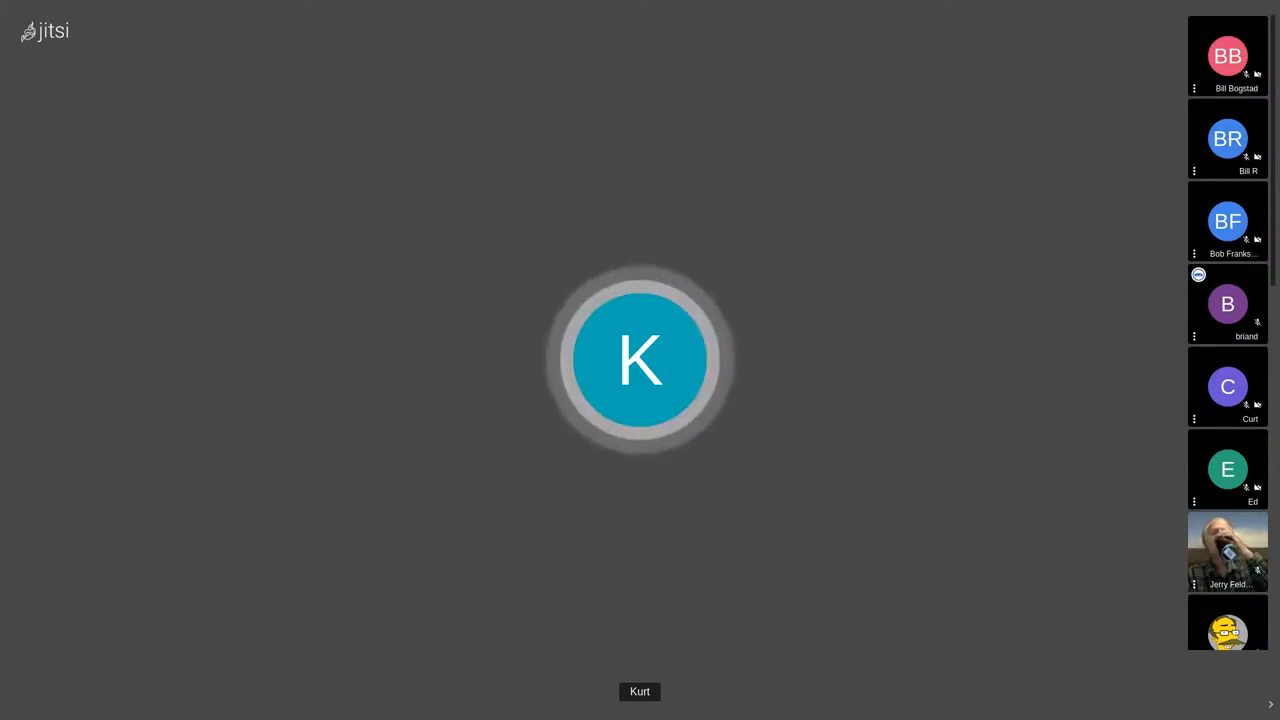 jitsi
BB
Bill Bogstad
BR
Bill R
BF
Bob Franks...
B
briand
C
Curt
E
Ed
Jerry Feld...
K
Kurt